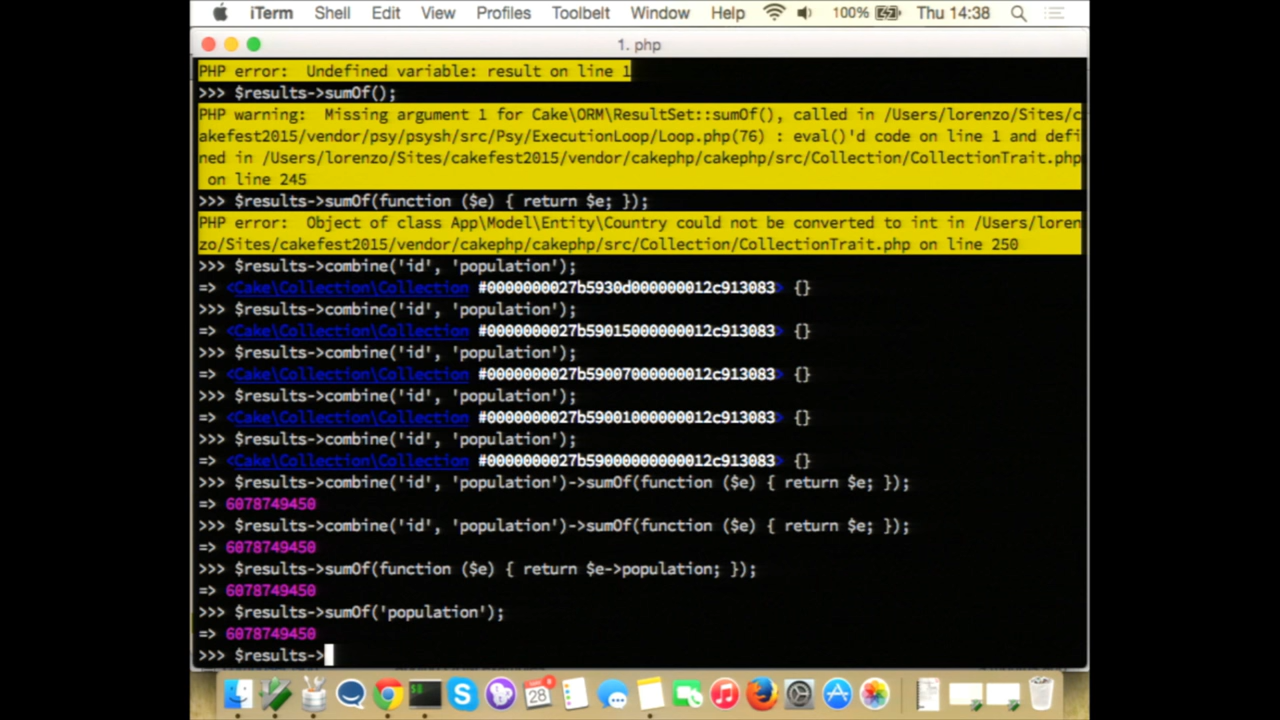 iTerm Shell Edit View Profiles Toolbelt Window Help 100% Thu 14:38
1. php
PHP error:  Undefined variable: result on line 1
>>> $results->sumOf();
PHP warning:  Missing argument 1 for Cake\ORM\ResultSet::sumOf(), called in /Users/lorenzo/Sites/c
akefest2015/vendor/psy/psysh/src/Psy/ExecutionLoop/Loop.php(76) : eval()'d code on line 1 and defi
ned in /Users/lorenzo/Sites/cakefest2015/vendor/cakephp/cakephp/src/Collection/CollectionTrait.php
on line 245
>>> $results->sumOf(function ($e) { return $e; });
PHP error:  Object of class App\Model\Entity\Country could not be converted to int in /Users/loren
zo/Sites/cakefest2015/vendor/cakephp/cakephp/src/Collection/CollectionTrait.php on line 250
>>> $results->combine('id', 'population');
=> <Cake\Collection\Collection #0000000027b5930d000000012c913083> {}
>>> $results->combine('id', 'population');
=> <Cake\Collection\Collection #0000000027b59015000000012c913083> {}
>>> $results->combine('id', 'population');
=> <Cake\Collection\Collection #0000000027b59007000000012c913083> {}
>>> $results->combine('id', 'population');
=> <Cake\Collection\Collection #0000000027b59001000000012c913083> {}
>>> $results->combine('id', 'population');
=> <Cake\Collection\Collection #0000000027b59000000000012c913083> {}
>>> $results->combine('id', 'population')->sumOf(function ($e) { return $e; });
=> 6078749450
>>> $results->combine('id', 'population')->sumOf(function ($e) { return $e; });
=> 6078749450
>>> $results->sumOf(function ($e) { return $e->population; });
=> 6078749450
>>> $results->sumOf('population');
=> 6078749450
>>> $results->
28